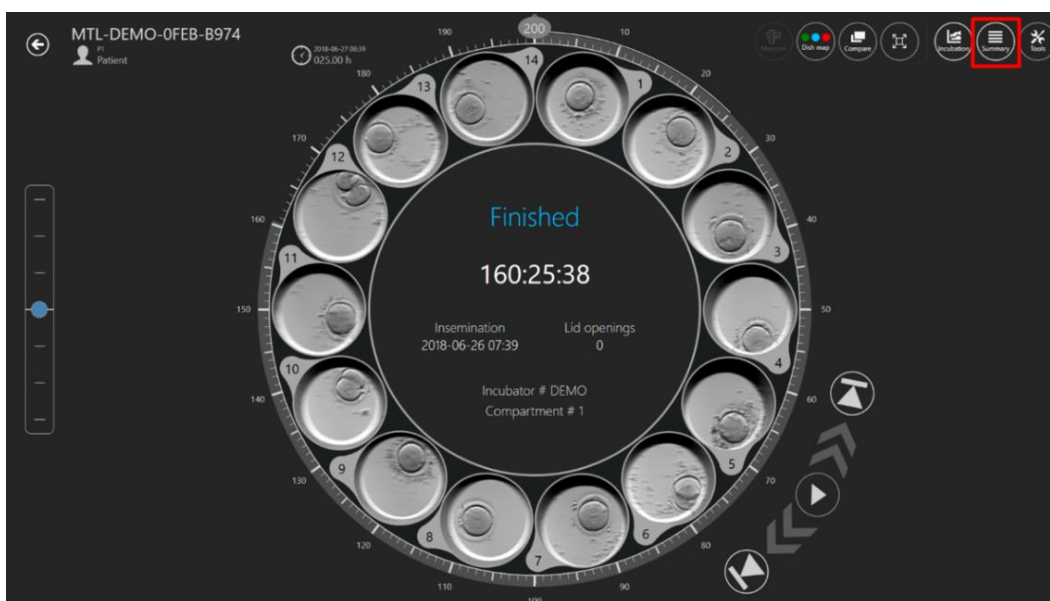 MTL-DEMO-0FEB-B974
P1
Patient
2018-06-27 08:39
025.00 h
Measure
Dish map
Compare
Incubation
Summary
Tools
200
10
20
30
40
50
60
70
80
90
100
110
120
130
140
150
160
170
180
190
1
2
3
4
5
6
7
8
9
10
11
12
13
14
Finished
160:25:38
Insemination
Lid openings
2018-06-26 07:39
0
Incubator # DEMO
Compartment # 1